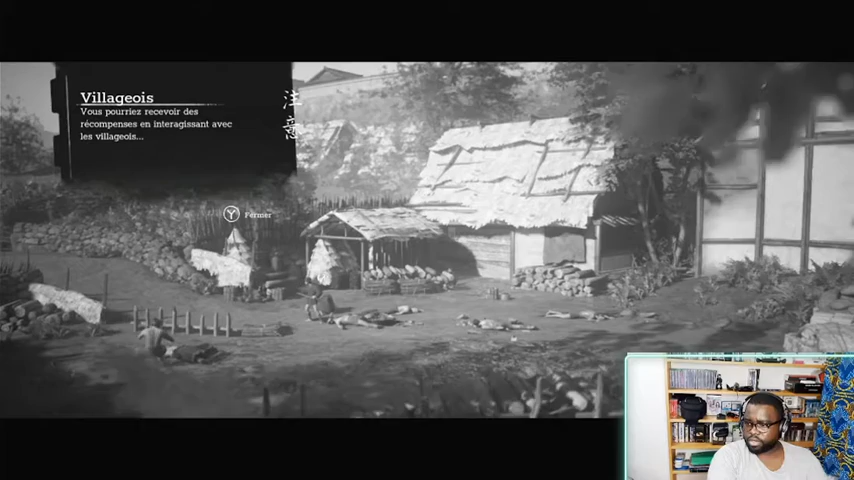 Villageois
Vous pourriez recevoir des
récompenses en interagissant avec
les villageois...
Y Fermer